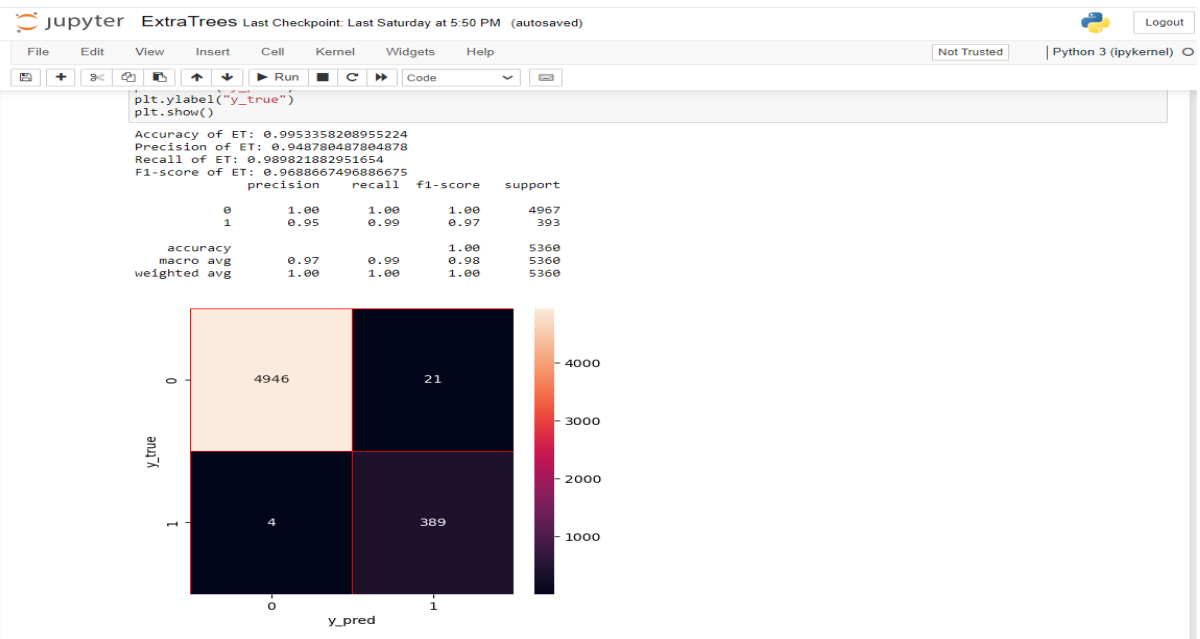 jupyter ExtraTrees Last Checkpoint: Last Saturday at 5:50 PM (autosaved) Logout
File Edit View Insert Cell Kernel Widgets Help Not Trusted Python 3 (ipykernel)
Run Code
plt.ylabel("y_true")
plt.show()
Accuracy of ET: 0.9953358208955224
Precision of ET: 0.948780487804878
Recall of ET: 0.989821882951654
F1-score of ET: 0.9688667496886675
precision recall f1-score support
0 1.00 1.00 1.00 4967
1 0.95 0.99 0.97 393
accuracy 1.00 5360
macro avg 0.97 0.99 0.98 5360
weighted avg 1.00 1.00 1.00 5360
4000
0 4946 21
3000
y_true
2000
1 4 389
1000
0 1
y_pred